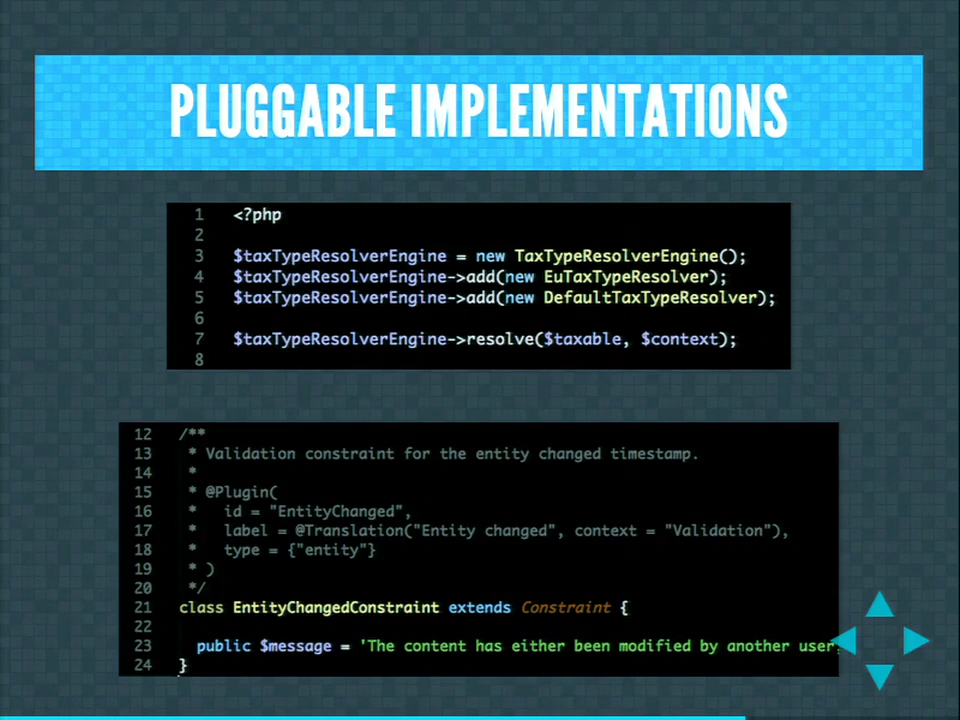 PLUGGABLE IMPLEMENTATIONS
1 <?php
2
3 $taxTypeResolverEngine = new TaxTypeResolverEngine();
4 $taxTypeResolverEngine->add(new EuTaxTypeResolver);
5 $taxTypeResolverEngine->add(new DefaultTaxTypeResolver);
6
7 $taxTypeResolverEngine->resolve($taxable, $context);
8
12 /**
13 * Validation constraint for the entity changed timestamp.
14 *
15 * @Plugin(
16 * id = "EntityChanged",
17 * label = @Translation("Entity changed", context = "Validation"),
18 * type = {"entity"}
19 * )
20 */
21 class EntityChangedConstraint extends Constraint {
22
23 public $message = 'The content has either been modified by another user
24 }